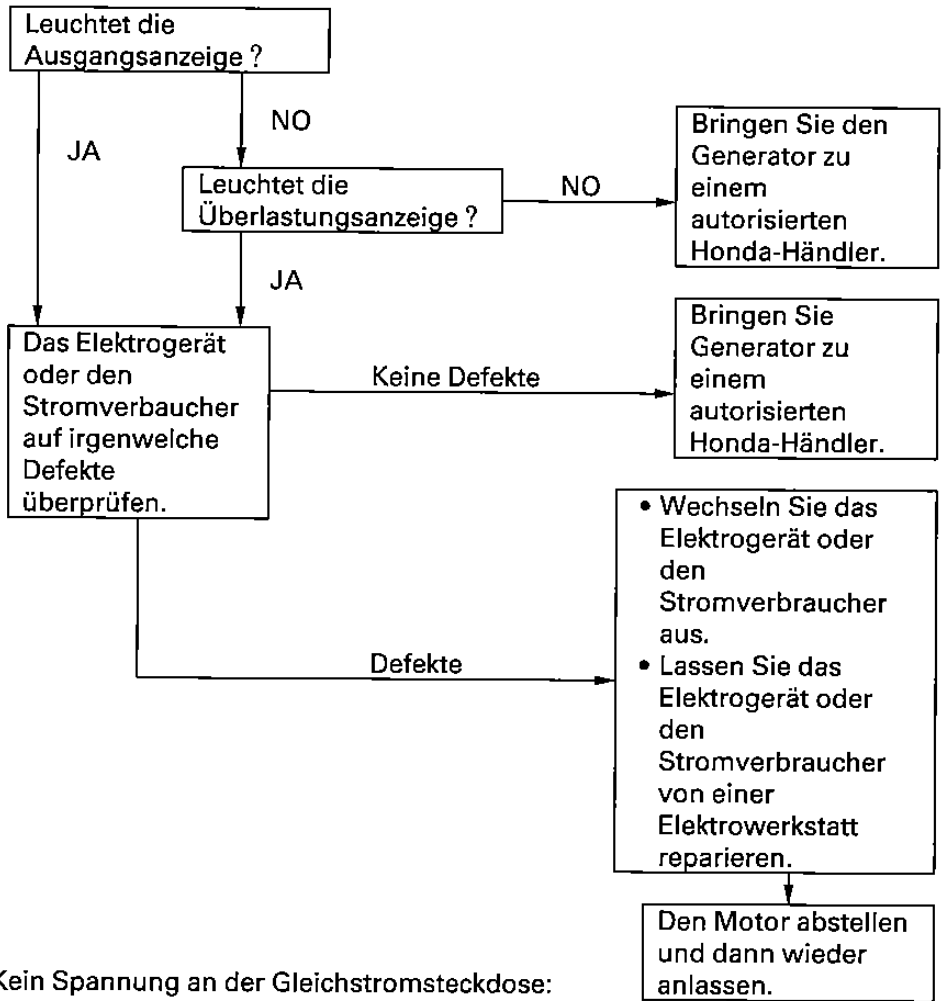 Leuchtet die
Ausgangsanzeige ?
JA
NO
Leuchtet die
Überlastungsanzeige ?
NO
Bringen Sie den
Generator zu
einem
autorisierten
Honda-Händler.
JA
Das Elektrogerät
oder den
Stromverbaucher
auf irgenwelche
Defekte
überprüfen.
Keine Defekte
Bringen Sie
Generator zu
einem
autorisierten
Honda-Händler.
Defekte
• Wechseln Sie das
Elektrogerät oder
den
Stromverbraucher
aus.
• Lassen Sie das
Elektrogerät oder
den
Stromverbraucher
von einer
Elektrowerkstatt
reparieren.
Den Motor abstellen
und dann wieder
anlassen.
Kein Spannung an der Gleichstromsteckdose: